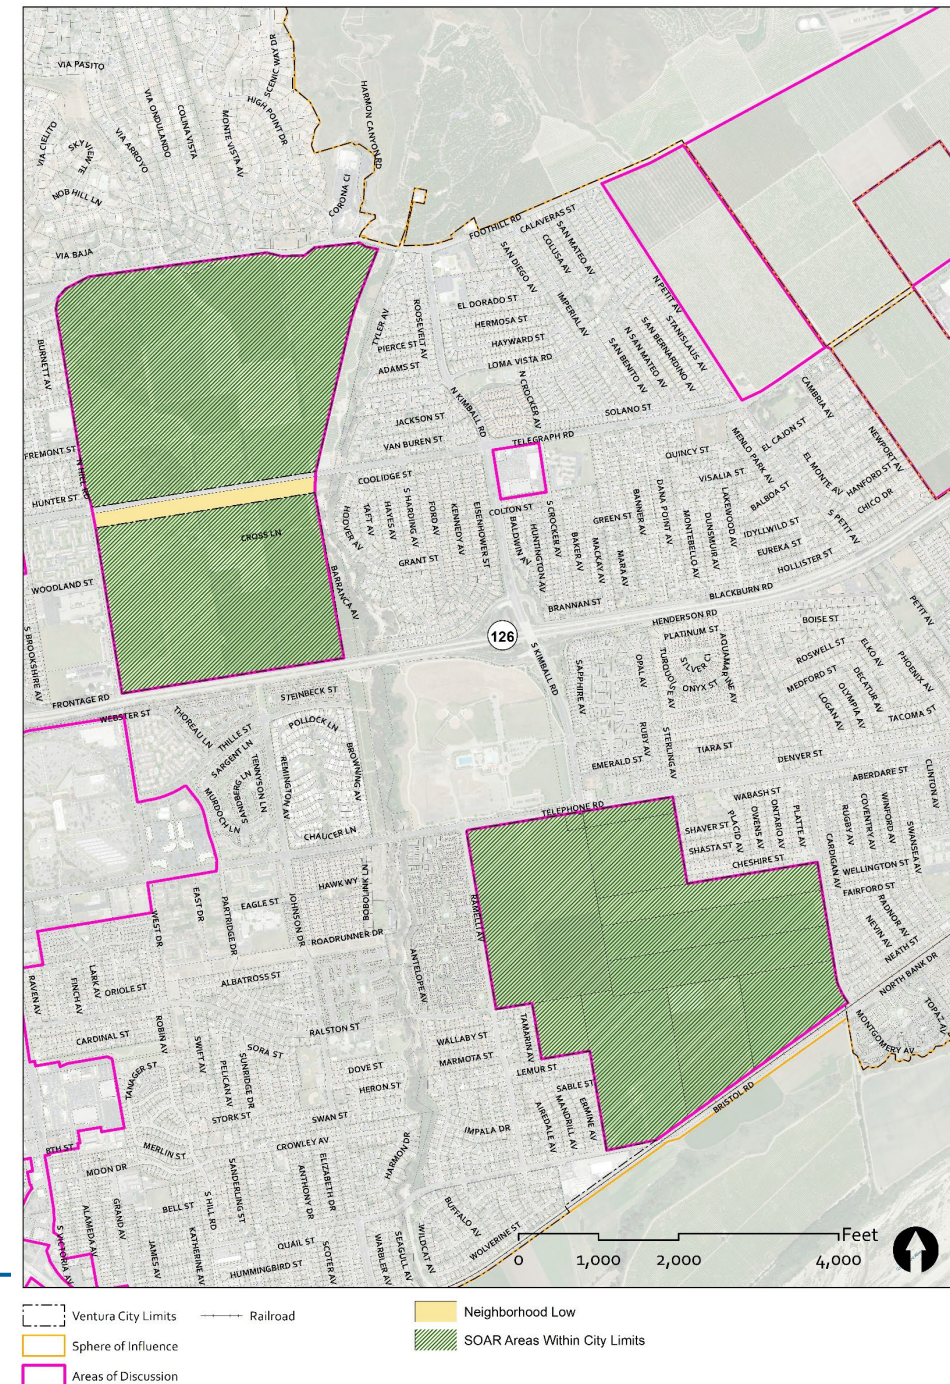 VIA PASITO
SCENIC WAY DR
VIA ONDULANDO
COLINA VISTA
HIGH POINT DR
HARMON CANYON RD
VIA CIELITO
SKYVIEW TE
VIA ARROYO
MONTE VISTA AV
NOB HILL LN
CORONA CI
VIA BAJA
FOOTHILL RD
CALAVERAS ST
SAN MATEO AV
COLUSA AV
SAN DIEGO AV
N PETIT AV
EL DORADO ST
IMPERIAL AV
STANISLAUS AV
TYLER AV
ROOSEVELT AV
HERMOSA ST
SAN BERNARDINO AV
N SAN MATEO AV
BURNETT AV
PIERCE ST
HAYWARD ST
SAN BENITO AV
ADAMS ST
LOMA VISTA RD
N CROCKER AV
CAMBRIA AV
N KIMBALL RD
JACKSON ST
SOLANO ST
EL CAJON ST
MENLO PARK AV
NEWPORT AV
VAN BUREN ST
TELEGRAPH RD
FREMONT ST
N HILL RD
QUINCY ST
EL MONTE AV
HANFORD ST
COOLIDGE ST
VISALIA ST
BALBOA ST
CHICO DR
HUNTER ST
COLTON ST
S HARDING AV
FORD AV
KENNEDY AV
EISENHOWER ST
BALDWIN AV
HUNTINGTON AV
S CROCKER AV
BANNER AV
DANA POINT AV
LAKEWOOD AV
S PETIT AV
HOOVER AV
TAFT AV
HAYES AV
GREEN ST
MONTEBELLO AV
DUNSMUIR AV
IDYLLWILD ST
CROSS LN
BAKER AV
MACKAY AV
MARA AV
EUREKA ST
GRANT ST
HOLLISTER ST
WOODLAND ST
BARRANCA AV
BLACKBURN RD
BRANNAN ST
PETIT AV
HENDERSON RD
BOISE ST
126
PLATINUM ST
S BROOKSHIRE AV
S KIMBALL RD
SAPPHIRE AV
OPAL AV
TURQUOISE AV
SILVER CI
AQUAMARINE AV
ROSWELL ST
ELKO AV
PHOENIX AV
ONYX ST
MEDFORD ST
DECATUR AV
OLYMPIA AV
LOGAN AV
FRONTAGE RD
STEINBECK ST
WEBSTER ST
THOREAU LN
POLLOCK LN
TACOMA ST
THILLE ST
RUBY AV
STERLING AV
SARGENT LN
TENNYSON LN
REMINGTON AV
BROWNING AV
TIARA ST
DENVER ST
EMERALD ST
SANDBERG LN
MURDOCH LN
ABERDARE ST
CLINTON AV
WABASH ST
TELEPHONE RD
CHAUCER LN
SHAVER ST
PLACID AV
OWENS AV
ONTARIO AV
PLATTE AV
RUGBY AV
COVENTRY AV
WINFORD AV
SWANSEA AV
SHASTA ST
CARDIGAN AV
CHESHIRE ST
WELLINGTON ST
HAWK WY
BOBOLINK LN
FAIRFORD ST
EAST DR
PARTRIDGE DR
EAGLE ST
JOHNSON DR
RAMELLI AV
RADNOR AV
NEVIN AV
WEST DR
ROADRUNNER DR
NEATH ST
ANTELOPE AV
NORTH BANK DR
RAVEN AV
FINCH AV
LARK AV
ORIOLE ST
ALBATROSS ST
TOPAZ AV
CARDINAL ST
ROBIN AV
RALSTON ST
WALLABY ST
TAMARIN AV
MONTGOMERY AV
SWIFT AV
SORA ST
MARMOTA ST
TANAGER ST
PELICAN AV
SUNRIDGE DR
DOVE ST
LEMUR ST
HERON ST
SABLE ST
BRISTOL RD
STORK ST
SWAN ST
AIREDALE AV
MANDRILL AV
ERMINE AV
IMPALA DR
8TH ST
MERLIN ST
CROWLEY AV
HARMON DR
MOON DR
SANDERLING ST
ANTHONY DR
ELIZABETH DR
S VICTORIA AV
ALAMEDA AV
GRAND AV
BELL ST
S HILL RD
BUFFALO AV
JAMES AV
KATHERINE AV
QUAIL ST
SCOTER AV
WARBLER AV
SEAGULL AV
WILDCAT AV
WOLVERINE ST
HUMMINGBIRD ST
Feet
0 1,000 2,000 4,000
Ventura City Limits
Railroad
Neighborhood Low
Sphere of Influence
SOAR Areas Within City Limits
Areas of Discussion